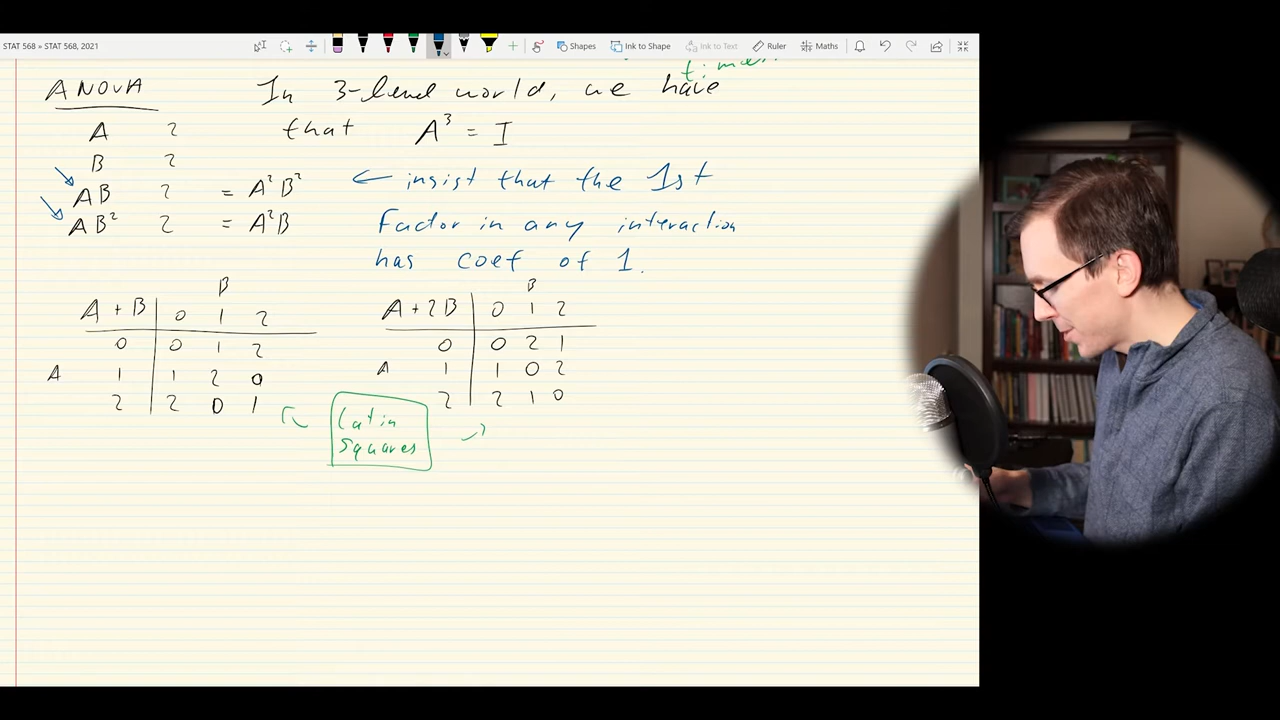 STAT 568 » STAT 568, 2021
Shapes Ink to Shape Ink to Text Ruler Maths
times.
ANOVA In 3-level world, we have
that A³ = I
A 2
B 2
AB 2 = A²B²
AB² 2 = A²B
← insist that the 1st
Factor in any interaction
has coef of 1.
B
A + B 0 1 2
0 0 1 2
A 1 1 2 0
2 2 0 1
B
A + 2B 0 1 2
0 0 2 1
A 1 1 0 2
2 2 1 0
Latin
Squares